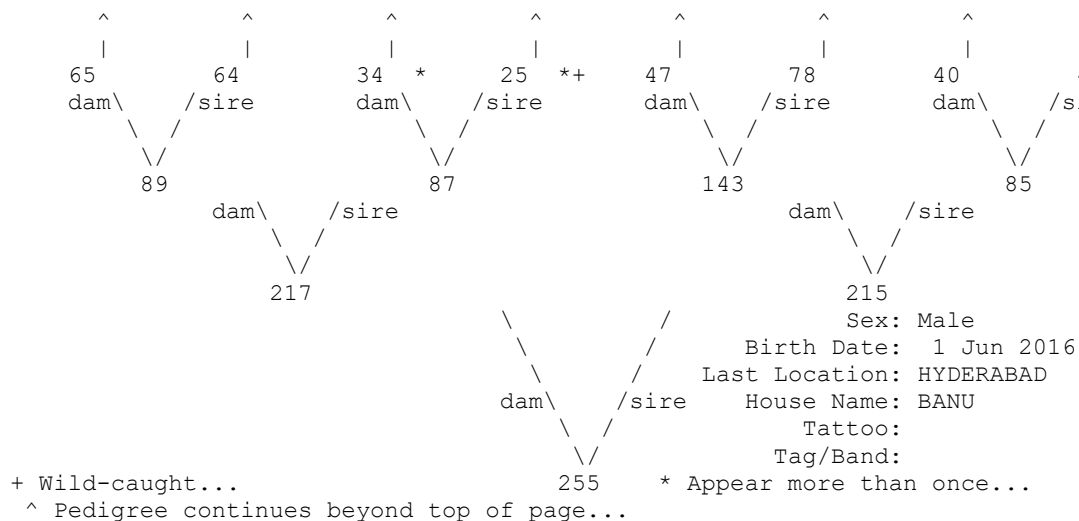 ^ ^ ^ ^ ^ ^ ^
| | | | | | |
65 64 34 * 25 *+ 47 78 40
dam\ /sire dam\ /sire dam\ /sire dam\ /si
\ / \ / \ / \ /
\/ \/ \/ \/
89 87 143 85
dam\ /sire dam\ /sire
\ / \ /
\/ \/
217 215
\ / Sex: Male
\ / Birth Date: 1 Jun 2016
\ / Last Location: HYDERABAD
dam\ /sire House Name: BANU
\ / Tattoo:
\/ Tag/Band:
+ Wild-caught... 255 * Appear more than once...
^ Pedigree continues beyond top of page...